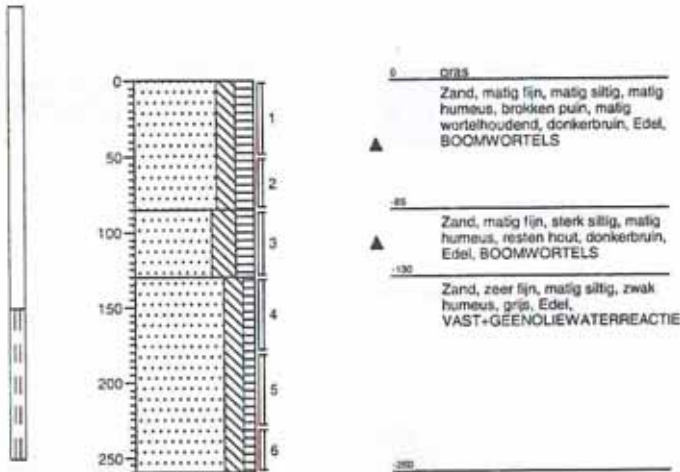 0
50
100
150
200
250
1
2
3
4
5
6
0 gras
Zand, matig fijn, matig siltig, matig
humeus, brokken puin, matig
wortelhoudend, donkerbruin, Edel,
BOOMWORTELS
-85
Zand, matig fijn, sterk siltig, matig
humeus, resten hout, donkerbruin,
Edel, BOOMWORTELS
-130
Zand, zeer fijn, matig siltig, zwak
humeus, grijs, Edel,
VAST+GEENOLIEWATERREACTIE
-260